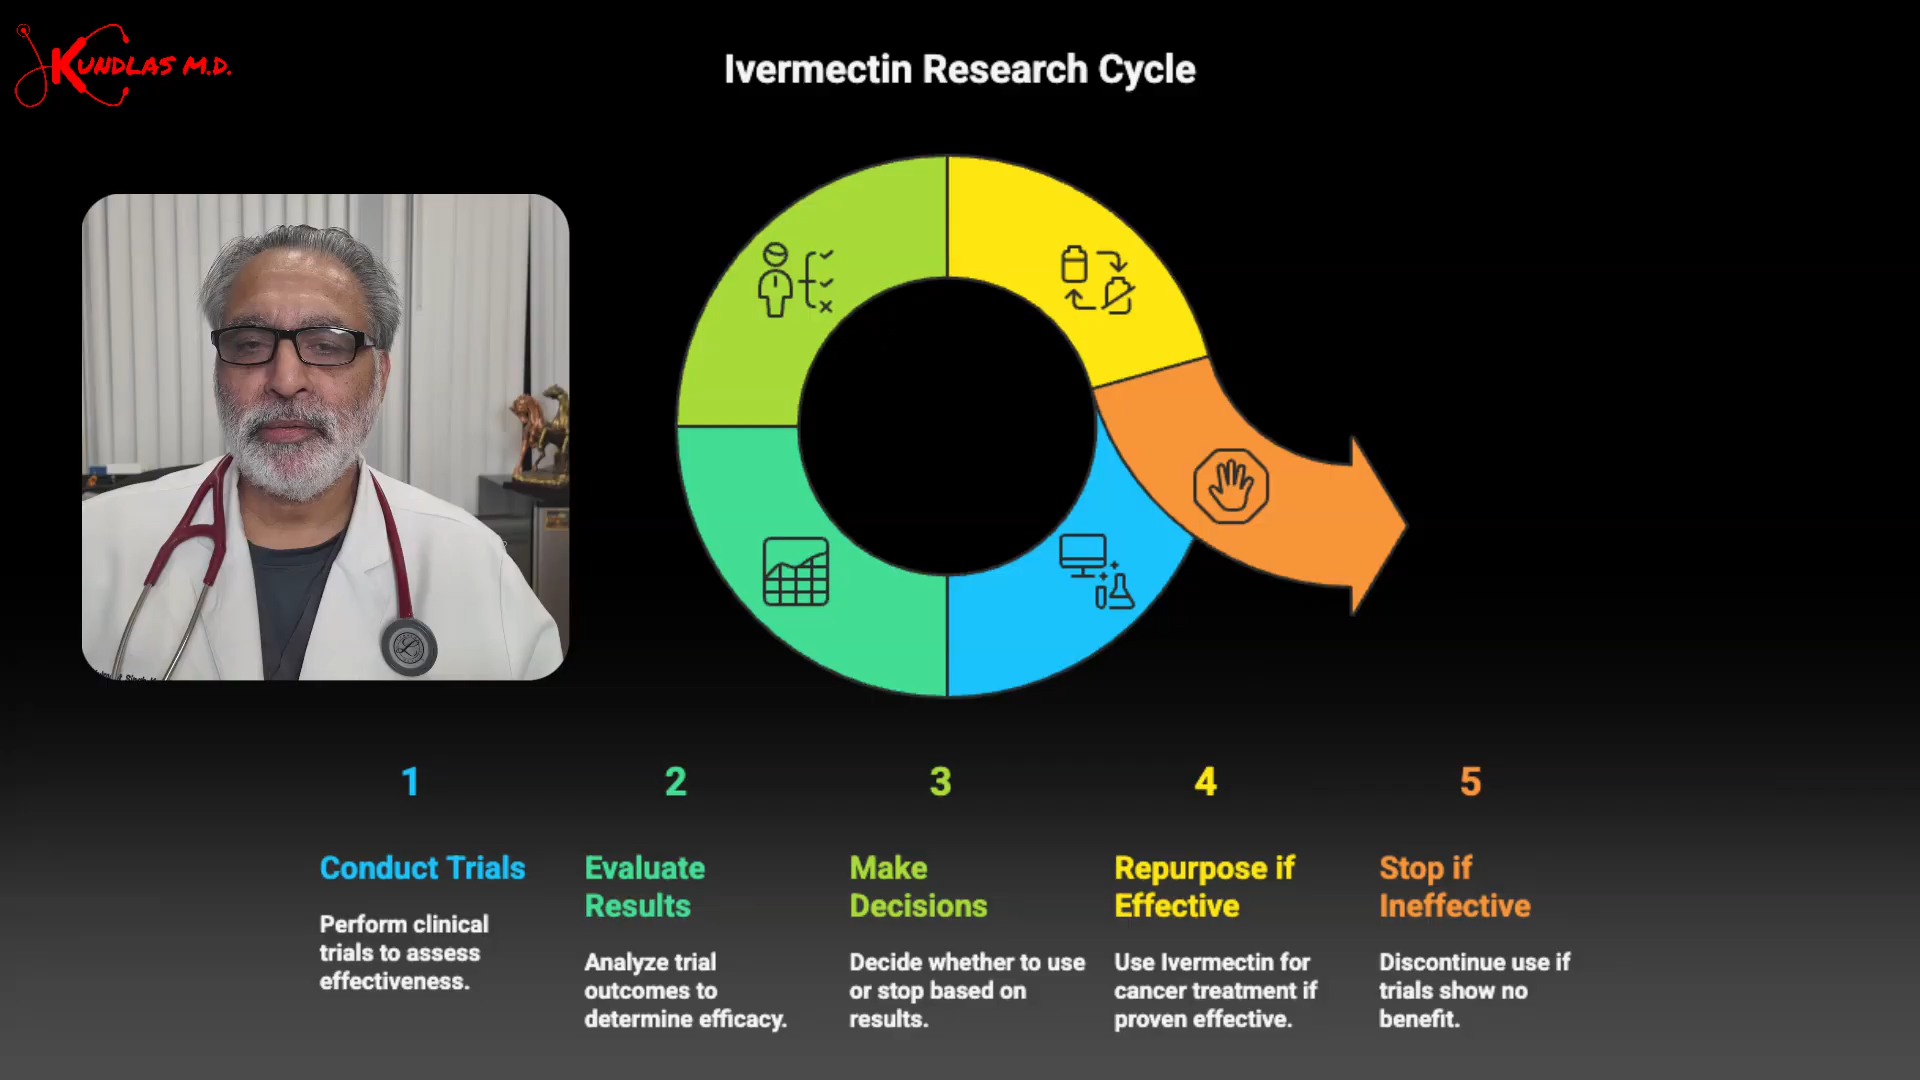 KUNDLAS M.D.
Ivermectin Research Cycle
1
Conduct Trials
Perform clinical
trials to assess
effectiveness.
2
Evaluate
Results
Analyze trial
outcomes to
determine efficacy.
3
Make
Decisions
Decide whether to use
or stop based on
results.
4
Repurpose if
Effective
Use Ivermectin for
cancer treatment if
proven effective.
5
Stop if
Ineffective
Discontinue use if
trials show no
benefit.